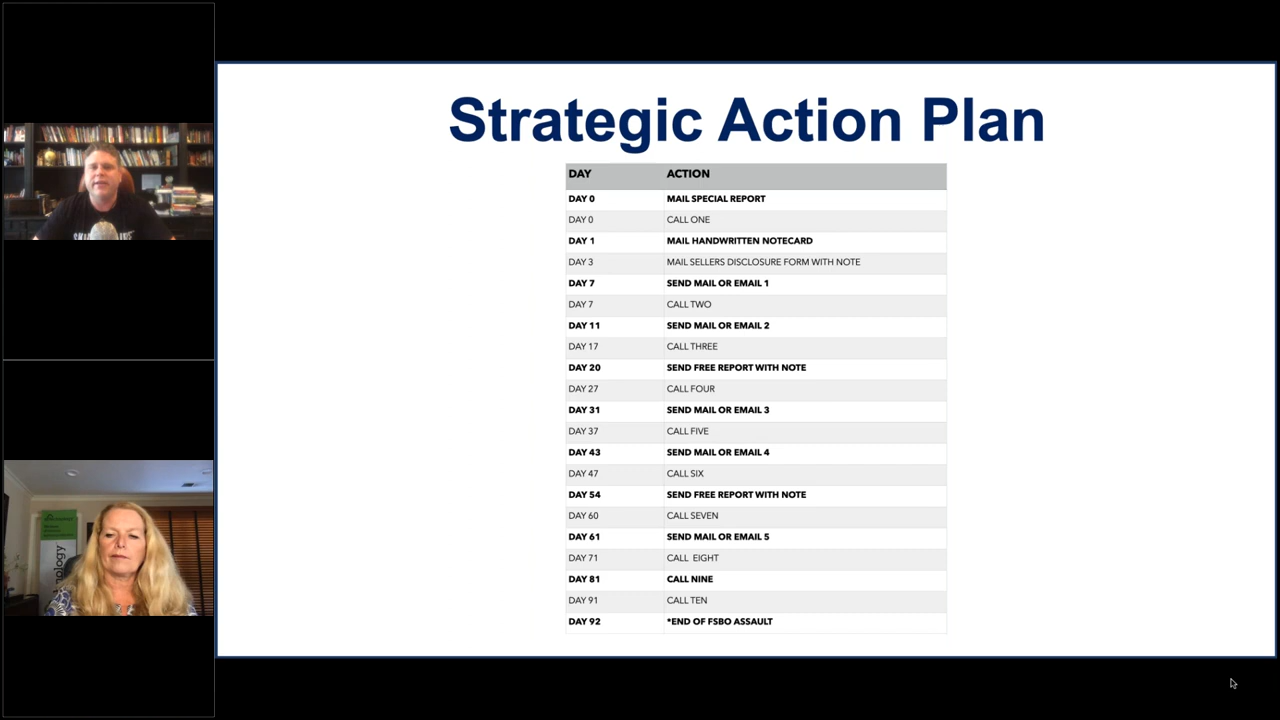 Strategic Action Plan
DAY ACTION
DAY 0 MAIL SPECIAL REPORT
DAY 0 CALL ONE
DAY 1 MAIL HANDWRITTEN NOTECARD
DAY 3 MAIL SELLERS DISCLOSURE FORM WITH NOTE
DAY 7 SEND MAIL OR EMAIL 1
DAY 7 CALL TWO
DAY 11 SEND MAIL OR EMAIL 2
DAY 17 CALL THREE
DAY 20 SEND FREE REPORT WITH NOTE
DAY 27 CALL FOUR
DAY 31 SEND MAIL OR EMAIL 3
DAY 37 CALL FIVE
DAY 43 SEND MAIL OR EMAIL 4
DAY 47 CALL SIX
DAY 54 SEND FREE REPORT WITH NOTE
DAY 60 CALL SEVEN
DAY 61 SEND MAIL OR EMAIL 5
DAY 71 CALL EIGHT
DAY 81 CALL NINE
DAY 91 CALL TEN
DAY 92 *END OF FSBO ASSAULT